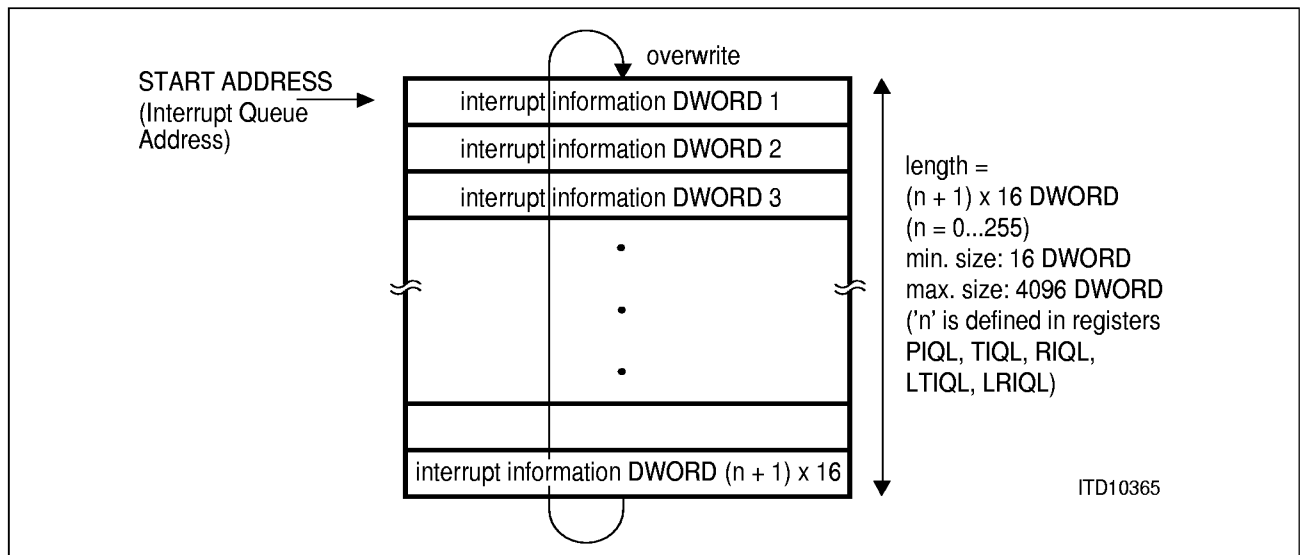 overwrite
START ADDRESS
(Interrupt Queue
Address)
interrupt information DWORD 1
interrupt information DWORD 2
interrupt information DWORD 3
length =
(n + 1) x 16 DWORD
(n = 0...255)
min. size: 16 DWORD
max. size: 4096 DWORD
('n' is defined in registers
PIQL, TIQL, RIQL,
LTIQL, LRIQL)
interrupt information DWORD (n + 1) x 16
ITD10365